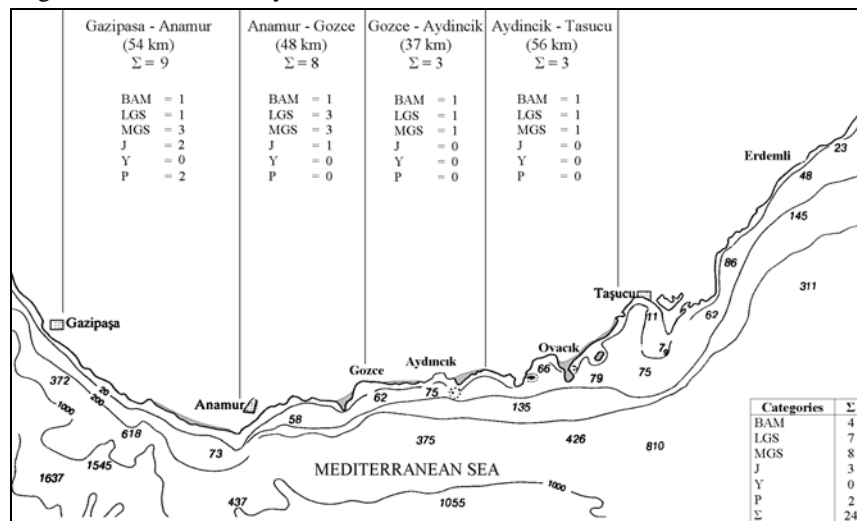 Gazipasa - Anamur
(54 km)
Σ = 9
BAM = 1
LGS = 1
MGS = 3
J = 2
Y = 0
P = 2
Anamur - Gozce
(48 km)
Σ = 8
BAM = 1
LGS = 3
MGS = 3
J = 1
Y = 0
P = 0
Gozce - Aydincik
(37 km)
Σ = 3
BAM = 1
LGS = 1
MGS = 1
J = 0
Y = 0
P = 0
Aydincik - Tasucu
(56 km)
Σ = 3
BAM = 1
LGS = 1
MGS = 1
J = 0
Y = 0
P = 0
Erdemli
23
48
145
86
311
Taşucu
11
62
Gazipaşa
Ovacık
Aydıncık
Gozce
66
79
75
372
20
200
1000
Anamur
62
75
135
58
618
73
375
426
810
1545
1637
MEDITERRANEAN SEA
437
1055
1000
Categories Σ
BAM 4
LGS 7
MGS 8
J 3
Y 0
P 2
Σ 24